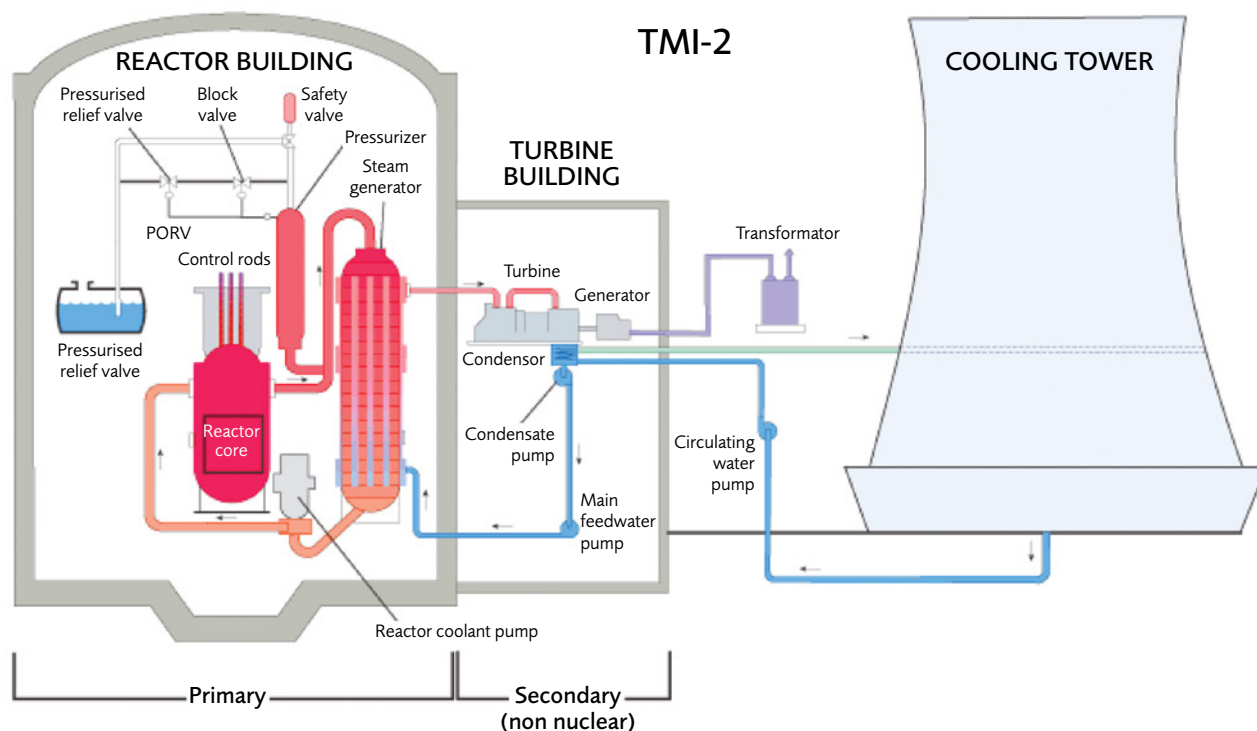 TMI-2
REACTOR BUILDING
COOLING TOWER
Pressurised
relief valve
Block
valve
Safety
valve
Pressurizer
Steam
generator
TURBINE
BUILDING
PORV
Control rods
Transformator
Turbine
Generator
Pressurised
relief valve
Condensor
Reactor
core
Condensate
pump
Circulating
water
pump
Main
feedwater
pump
Reactor coolant pump
Primary
Secondary
(non nuclear)